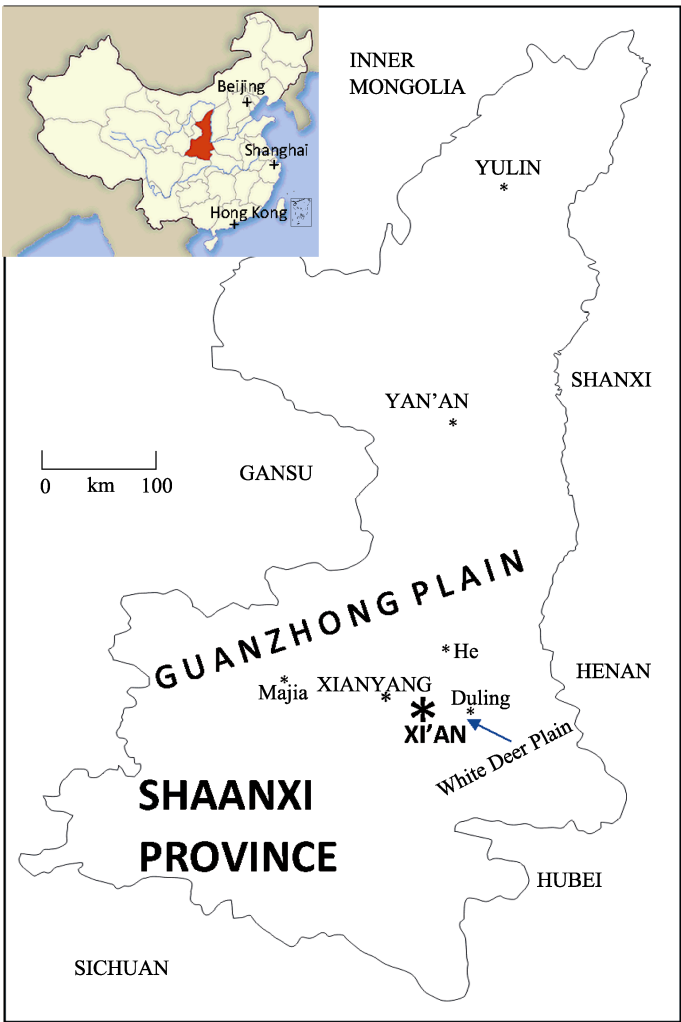 Beijing
Shanghai
Hong Kong
INNER
MONGOLIA
YULIN
SHANXI
YAN’AN
GANSU
0 km 100
GUANZHONG PLAIN
He
HENAN
Majia
XIANYANG
Duling
XI’AN
White Deer Plain
SHAANXI
PROVINCE
HUBEI
SICHUAN